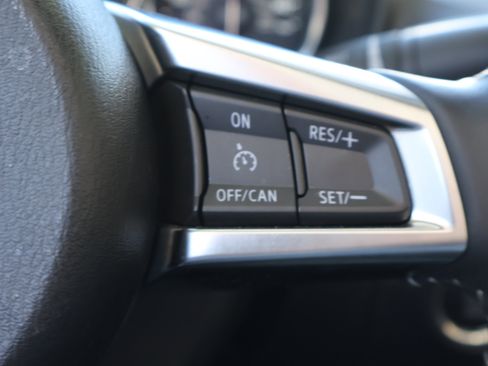 ON
OFF/CAN
RES/+
SET/−